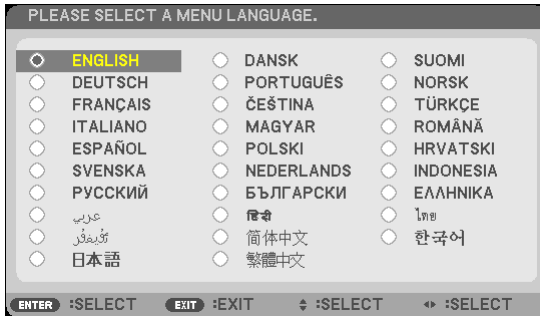 PLEASE SELECT A MENU LANGUAGE.
ENGLISH DANSK SUOMI
DEUTSCH PORTUGUÊS NORSK
FRANÇAIS ČEŠTINA TÜRKÇE
ITALIANO MAGYAR ROMÂNĂ
ESPAÑOL POLSKI HRVATSKI
SVENSKA NEDERLANDS INDONESIA
РУССКИЙ БЪЛГАРСКИ ΕΛΛΗΝΙΚΑ
عربي हिंदी ไทย
ئۇيغۇر 简体中文 한국어
日本語 繁體中文
ENTER :SELECT EXIT :EXIT :SELECT :SELECT